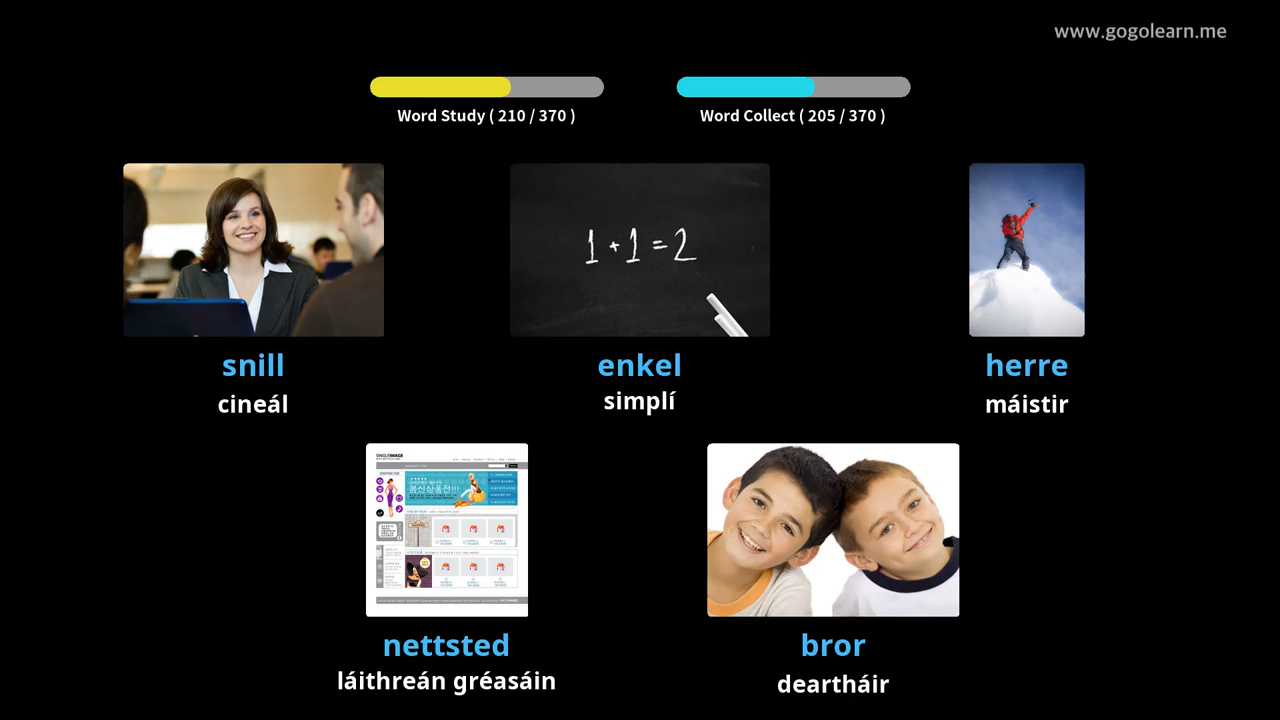 www.gogolearn.me
Word Study ( 210 / 370 )
Word Collect ( 205 / 370 )
1 + 1 = 2
snill
cineál
enkel
simplí
herre
máistir
nettsted
láithreán gréasáin
bror
deartháir